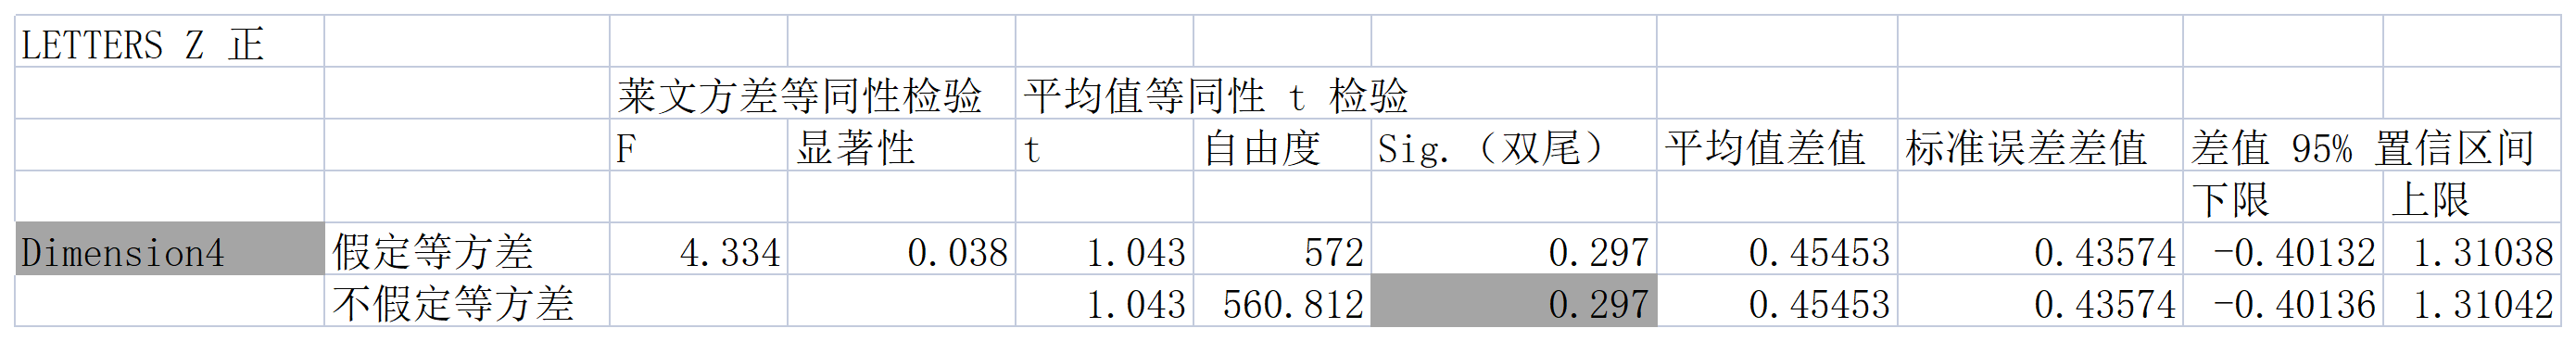 LETTERS Z 正
莱文方差等同性检验 平均值等同性 t 检验
F 显著性 t 自由度 Sig.（双尾） 平均值差值 标准误差差值 差值 95% 置信区间
下限 上限
Dimension4 假定等方差 4.334 0.038 1.043 572 0.297 0.45453 0.43574 -0.40132 1.31038
不假定等方差 1.043 560.812 0.297 0.45453 0.43574 -0.40136 1.31042